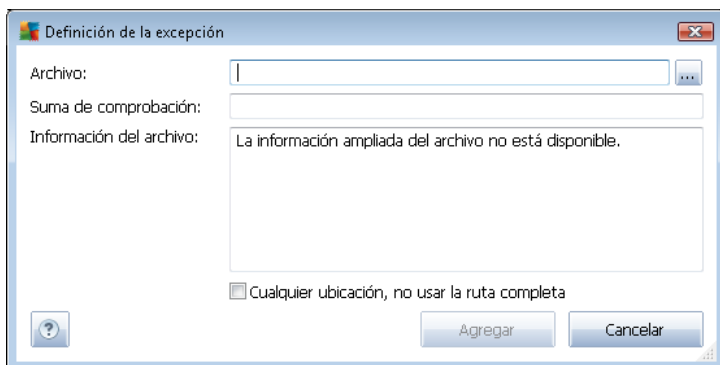 Definición de la excepción
Archivo:
...
Suma de comprobación:
Información del archivo:
La información ampliada del archivo no está disponible.
Cualquier ubicación, no usar la ruta completa
?
Agregar
Cancelar